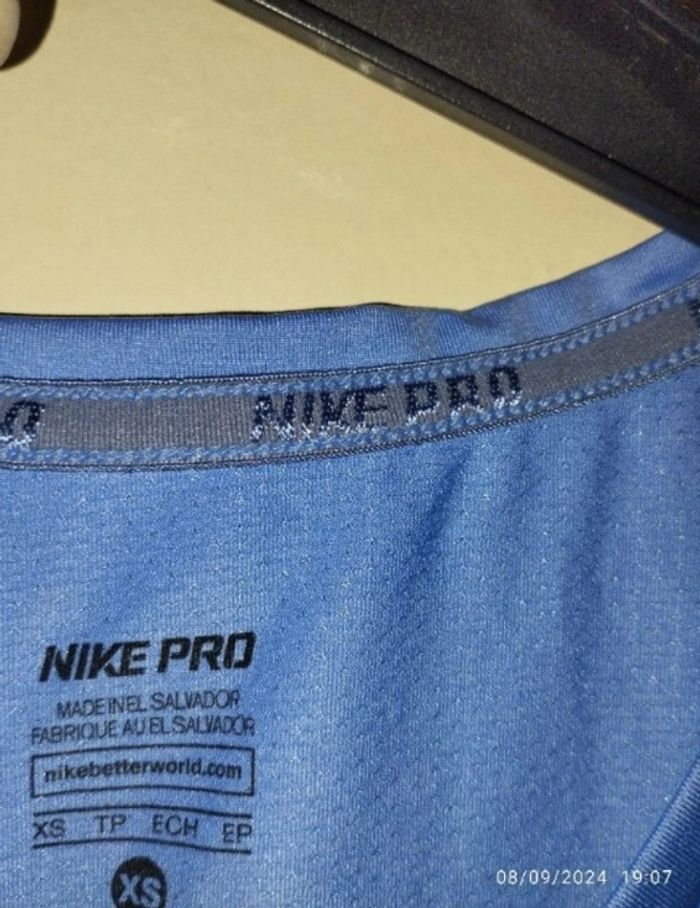 NIKE PRO
NIKE PRO
MADE IN EL SALVADOR
FABRIQUE AU EL SALVADOR
nikebetterworld.com
XS TP ECH EP
XS
08/09/2024 19:07